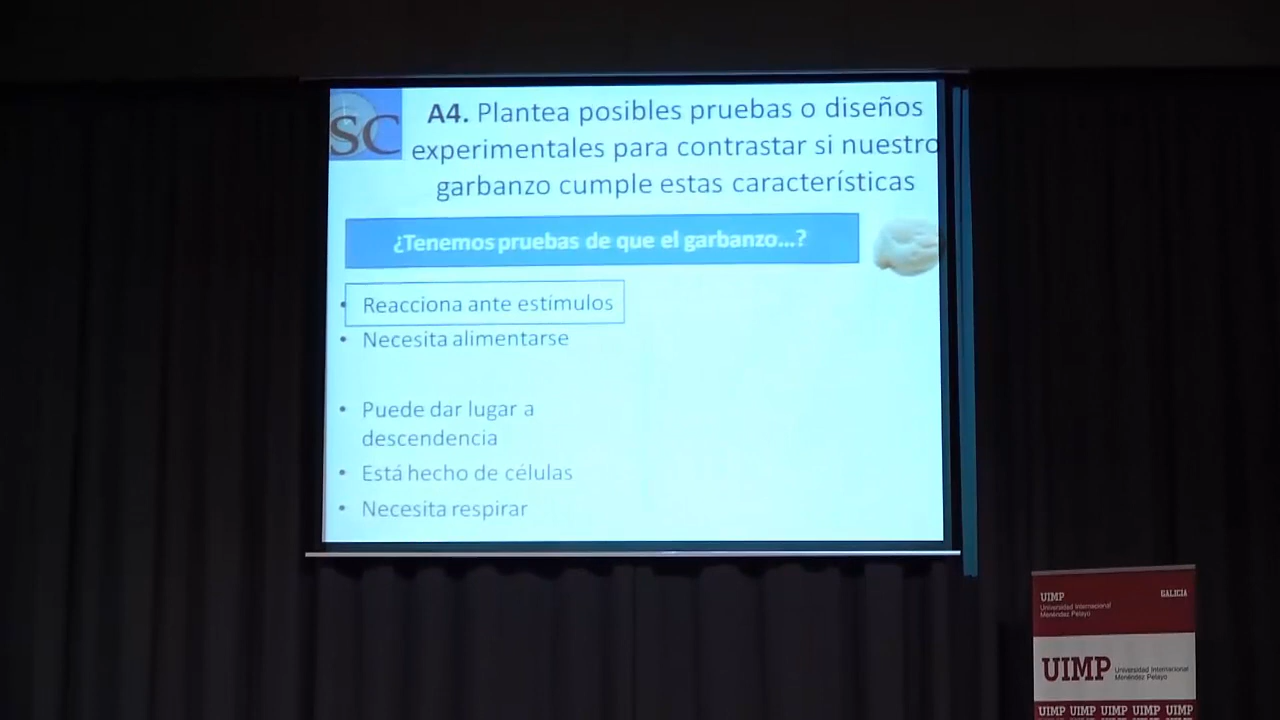 SC
A4. Plantea posibles pruebas o diseños
experimentales para contrastar si nuestro
garbanzo cumple estas características
¿Tenemos pruebas de que el garbanzo...?
• Reacciona ante estímulos
• Necesita alimentarse
• Puede dar lugar a
descendencia
• Está hecho de células
• Necesita respirar
UIMP
Universidad Internacional
Menéndez Pelayo
GALICIA
UIMP
Universidad Internacional
Menéndez Pelayo
UIMP UIMP UIMP UIMP UIMP